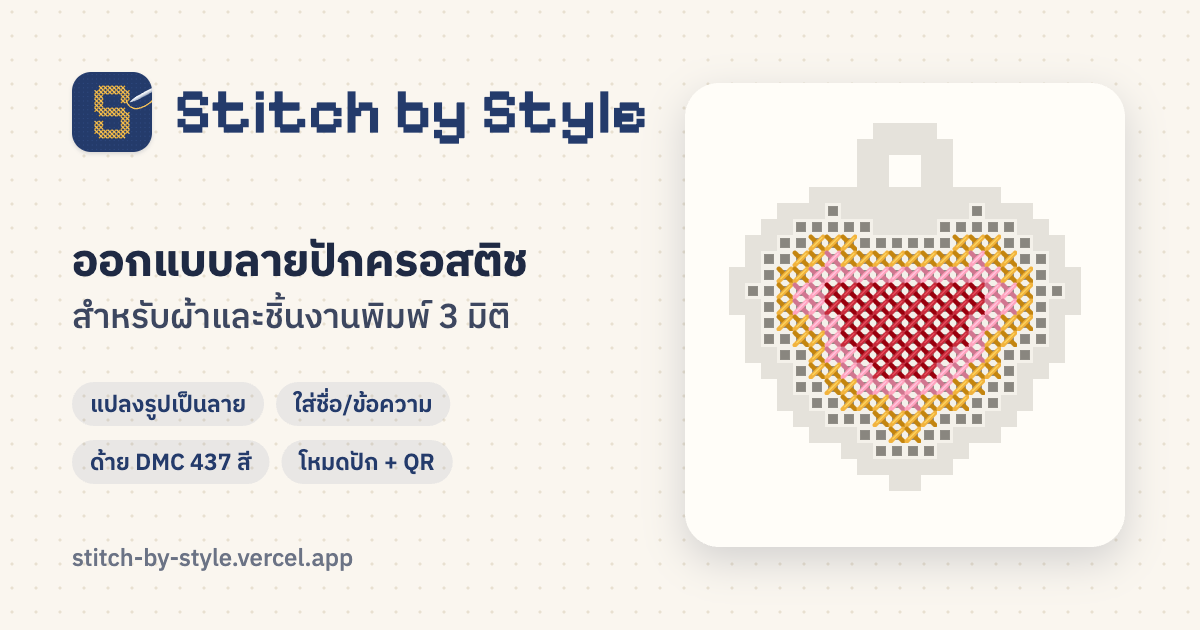 S
Stitch by Style
ออกแบบลายปักครอสติช
สำหรับผ้าและชิ้นงานพิมพ์ 3 มิติ
แปลงรูปเป็นลาย
ใส่ชื่อ/ข้อความ
ด้าย DMC 437 สี
โหมดปัก + QR
stitch-by-style.vercel.app